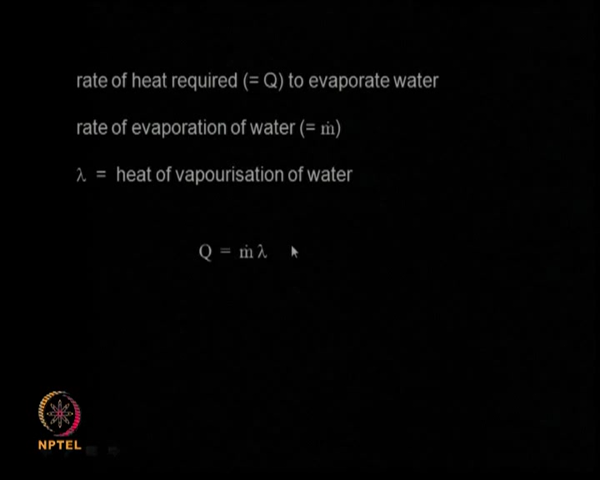 rate of heat required (= Q) to evaporate water
rate of evaporation of water (= ṁ)
λ = heat of vapourisation of water
Q = ṁ λ
NPTEL